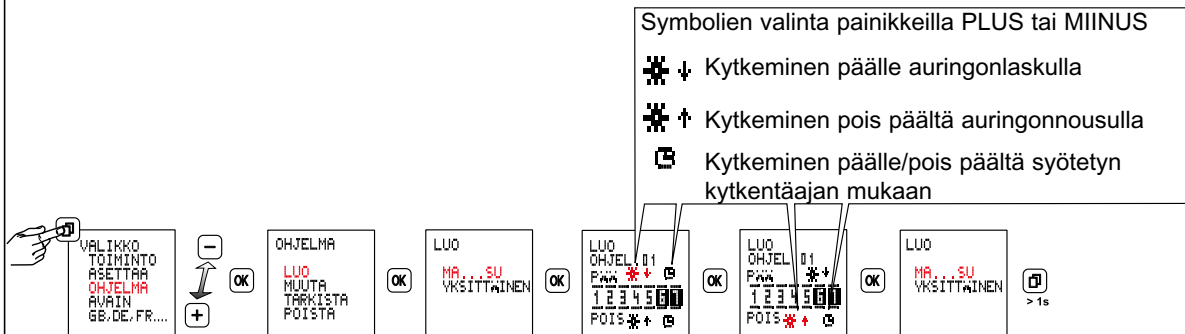 Symbolien valinta painikkeilla PLUS tai MIINUS
Kytkeminen päälle auringonlaskulla
Kytkeminen pois päältä auringonnousulla
Kytkeminen päälle/pois päältä syötetyn
kytkentäajan mukaan
VALIKKO
TOIMINTO
ASETTAA
OHJELMA
AVAIN
GB,DE,FR....
OK
OHJELMA
LUO
MUUTA
TARKISTA
POISTA
OK
LUO
MA...SU
YKSITTÄINEN
OK
LUO
OHJEL. 01
PÄÄ
1 2 3 4 5 6 7
POIS
OK
LUO
OHJEL 01
PÄÄ
1 2 3 4 5 6 7
POIS
OK
LUO
MA...SU
YKSITTÄINEN
> 1s